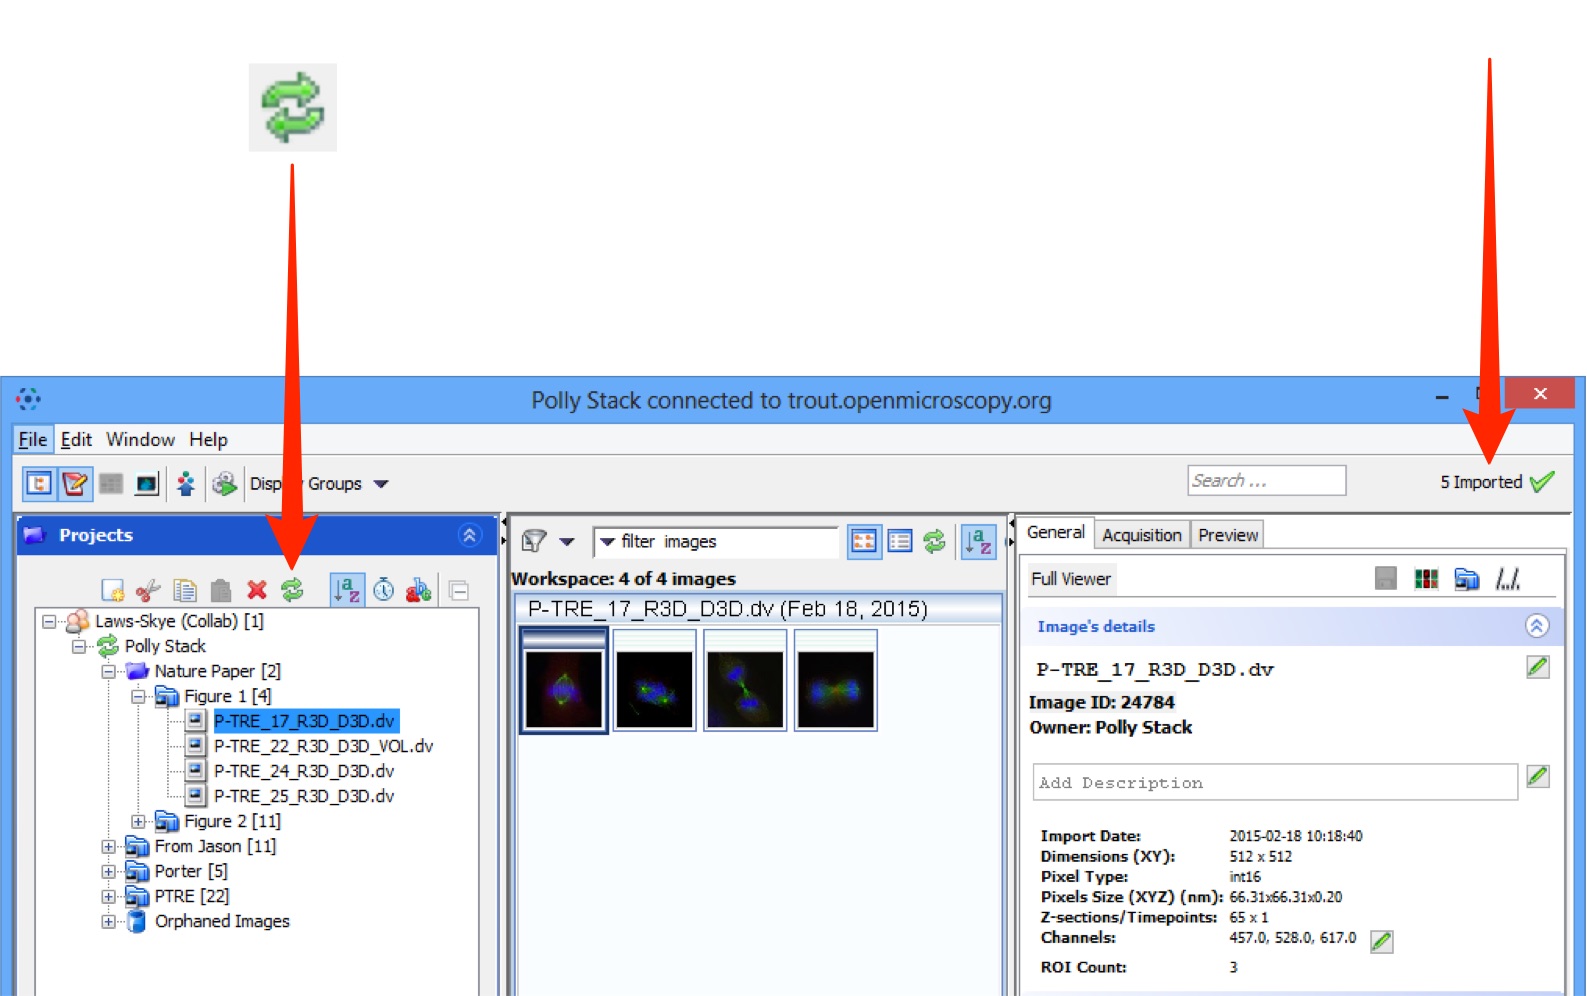 Polly Stack connected to trout.openmicroscopy.org
File Edit Window Help
Display Groups
Search ...
5 Imported
Projects
filter images
Workspace: 4 of 4 images
P-TRE_17_R3D_D3D.dv (Feb 18, 2015)
Laws-Skye (Collab) [1]
Polly Stack
Nature Paper [2]
Figure 1 [4]
P-TRE_17_R3D_D3D.dv
P-TRE_22_R3D_D3D_VOL.dv
P-TRE_24_R3D_D3D.dv
P-TRE_25_R3D_D3D.dv
Figure 2 [11]
From Jason [11]
Porter [5]
PTRE [22]
Orphaned Images
General Acquisition Preview
Full Viewer
Image's details
P-TRE_17_R3D_D3D.dv
Image ID: 24784
Owner: Polly Stack
Add Description
Import Date: 2015-02-18 10:18:40
Dimensions (XY): 512 x 512
Pixel Type: int16
Pixels Size (XYZ) (nm): 66.31x66.31x0.20
Z-sections/Timepoints: 65 x 1
Channels: 457.0, 528.0, 617.0
ROI Count: 3